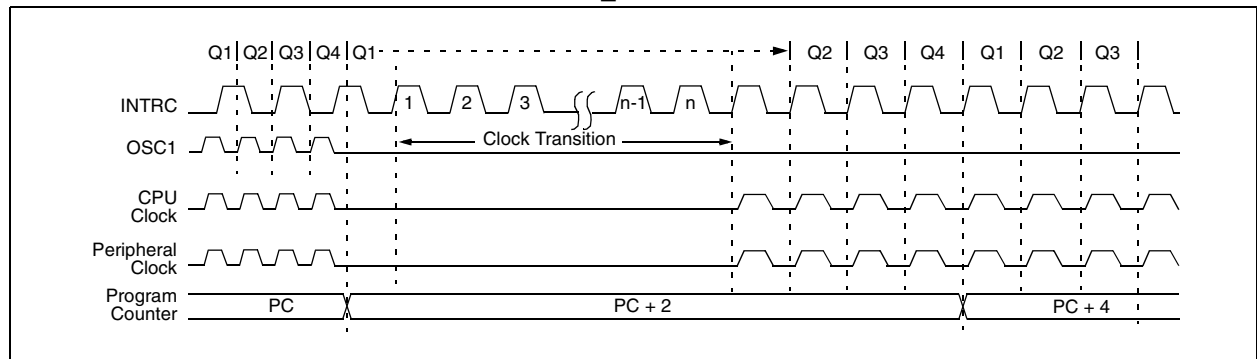 Q1 Q2 Q3 Q4 Q1 Q2 Q3 Q4 Q1 Q2 Q3
INTRC 1 2 3 n-1 n
Clock Transition
OSC1
CPU
Clock
Peripheral
Clock
Program
Counter
PC PC + 2 PC + 4